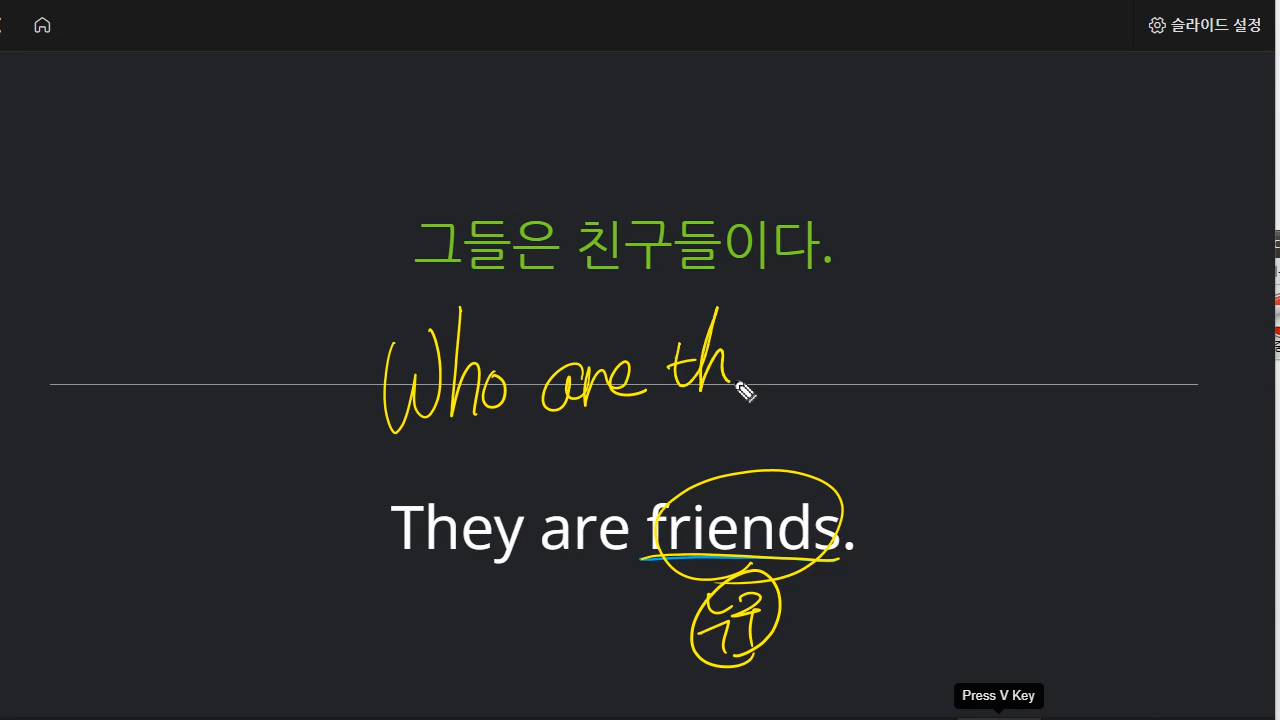 슬라이드 설정
그들은 친구들이다.
Who are th
They are friends.
누구
Press V Key